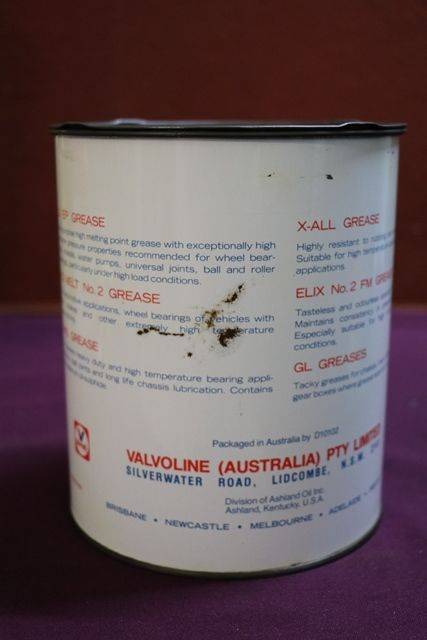 EP GREASE
high melting point grease with exceptionally high
pressure properties recommended for wheel bear-
water pumps, universal joints, ball and roller
particularly under high load conditions.
MELT No. 2 GREASE
applications, wheel bearings of vehicles with
and other extremely high temperature
GREASE
heavy duty and high temperature bearing appli-
and long life chassis lubrication. Contains
X-ALL GREASE
Highly resistant to
Suitable for high
applications
ELIX No. 2 FM GREASE
Tasteless and odourless
Maintains consistency
Especially suitable for
conditions.
GL GREASES
Tacky greases for
gear boxes where grease
Packaged in Australia by D10102
VALVOLINE (AUSTRALIA) PTY LIMITED
SILVERWATER ROAD, LIDCOMBE, N.S.W.
Division of Ashland Oil Inc.
Ashland, Kentucky, U.S.A.
BRISBANE • NEWCASTLE • MELBOURNE • ADELAIDE •